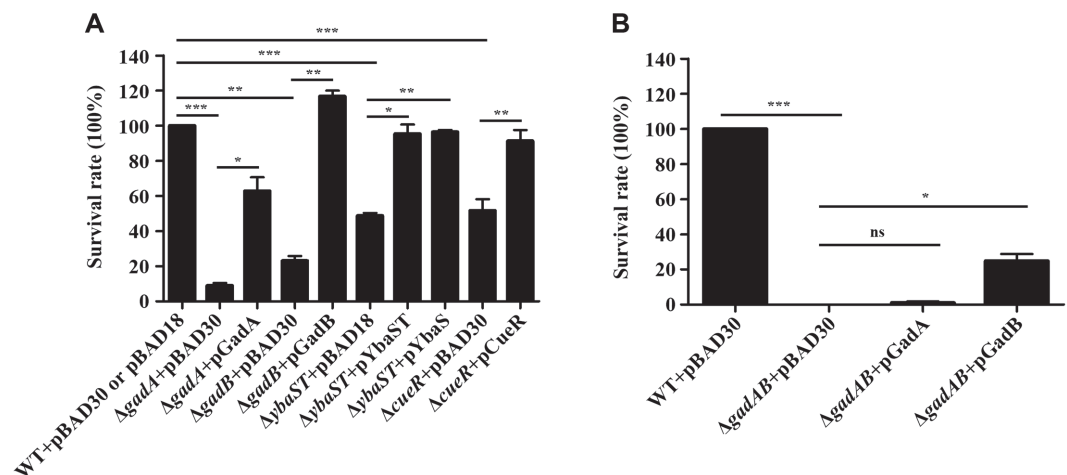 A
Survival rate (100%)
140
120
100
80
60
40
20
0
***
***
**
*
***
**
**
*
**
**
WT+pBAD30 or pBAD18
ΔgadA+pBAD30
ΔgadA+pGadA
ΔgadB+pBAD30
ΔgadB+pGadB
ΔybaST+pBAD18
ΔybaST+pYbaST
ΔybaST+pYbaS
ΔcueR+pBAD30
ΔcueR+pCueR
B
Survival rate (100%)
140
120
100
80
60
40
20
0
***
*
ns
WT+pBAD30
ΔgadAB+pBAD30
ΔgadAB+pGadA
ΔgadAB+pGadB